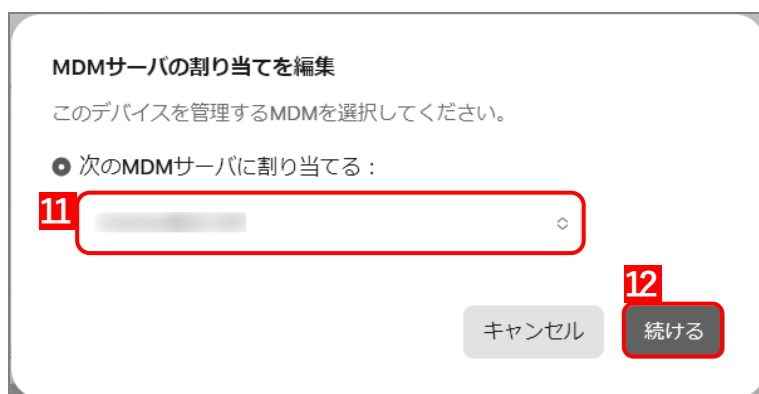 MDMサーバの割り当てを編集
このデバイスを管理するMDMを選択してください。
次のMDMサーバに割り当てる：
11
12
キャンセル
続ける